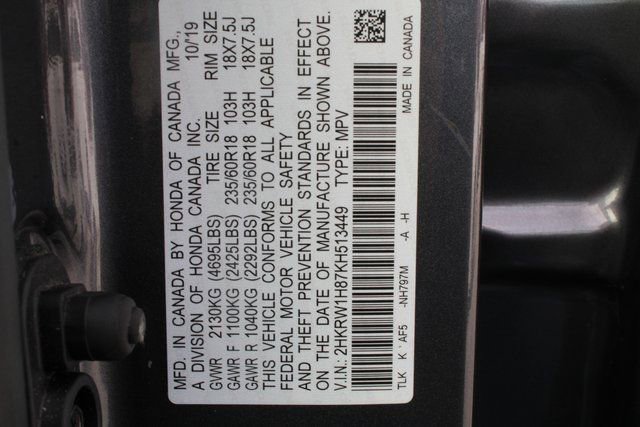 MFD. IN CANADA BY HONDA OF CANADA MFG.,
A DIVISION OF HONDA CANADA INC. 10/19
GVWR 2130KG (4695LBS) TIRE SIZE RIM SIZE
GAWR F 1100KG (2425LBS) 235/60R18 103H 18X7.5J
GAWR R 1040KG (2292LBS) 235/60R18 103H 18X7.5J
THIS VEHICLE CONFORMS TO ALL APPLICABLE
FEDERAL MOTOR VEHICLE SAFETY
AND THEFT PREVENTION STANDARDS IN EFFECT
ON THE DATE OF MANUFACTURE SHOWN ABOVE.
V.I.N.: 2HKRW1H87KH513449 TYPE: MPV
TLK K AF5 -NH797M -A -H MADE IN CANADA